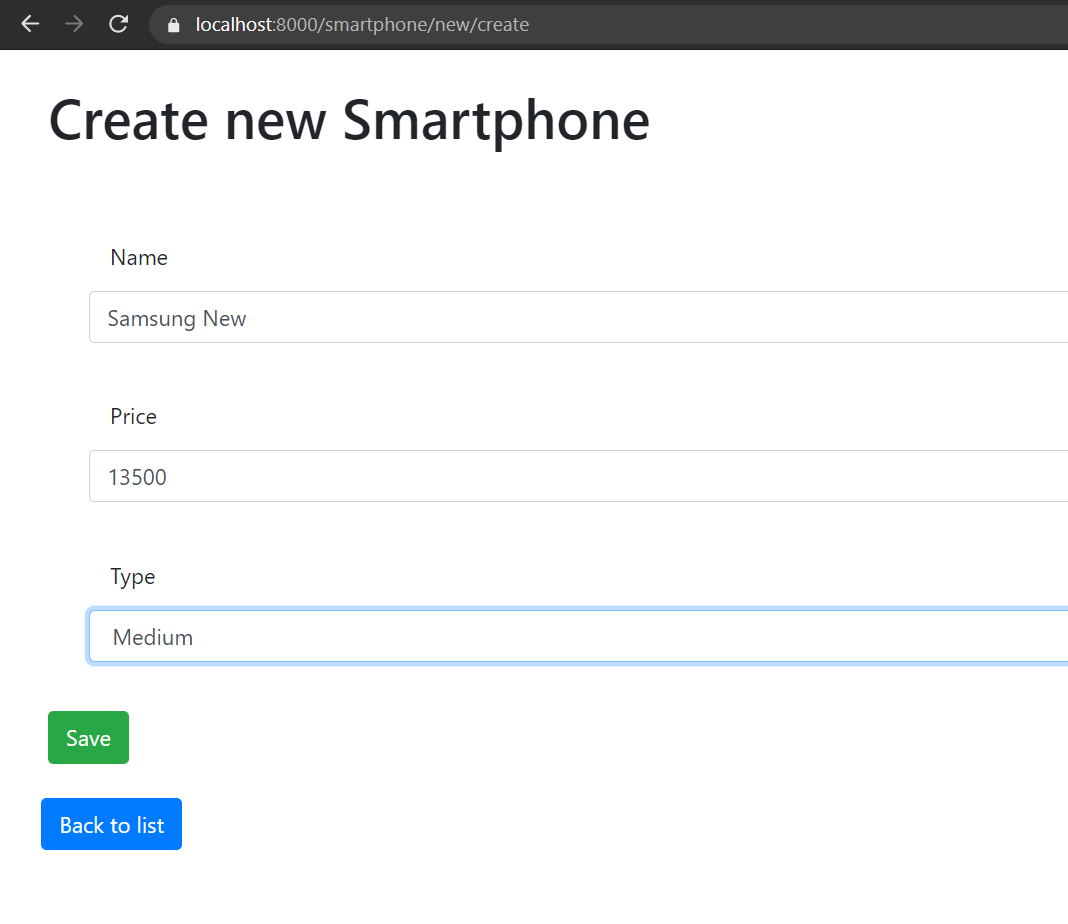 localhost:8000/smartphone/new/create
Create new Smartphone
Name
Samsung New
Price
13500
Type
Medium
Save
Back to list